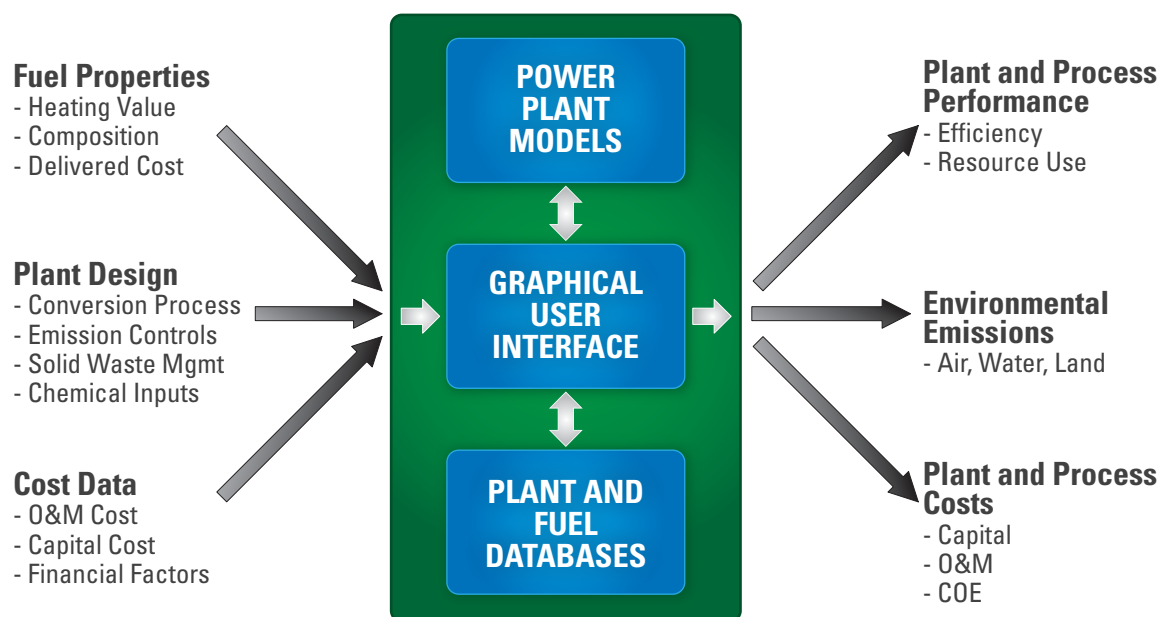 Fuel Properties
- Heating Value
- Composition
- Delivered Cost
Plant Design
- Conversion Process
- Emission Controls
- Solid Waste Mgmt
- Chemical Inputs
Cost Data
- O&M Cost
- Capital Cost
- Financial Factors
POWER
PLANT
MODELS
GRAPHICAL
USER
INTERFACE
PLANT AND
FUEL
DATABASES
Plant and Process
Performance
- Efficiency
- Resource Use
Environmental
Emissions
- Air, Water, Land
Plant and Process
Costs
- Capital
- O&M
- COE